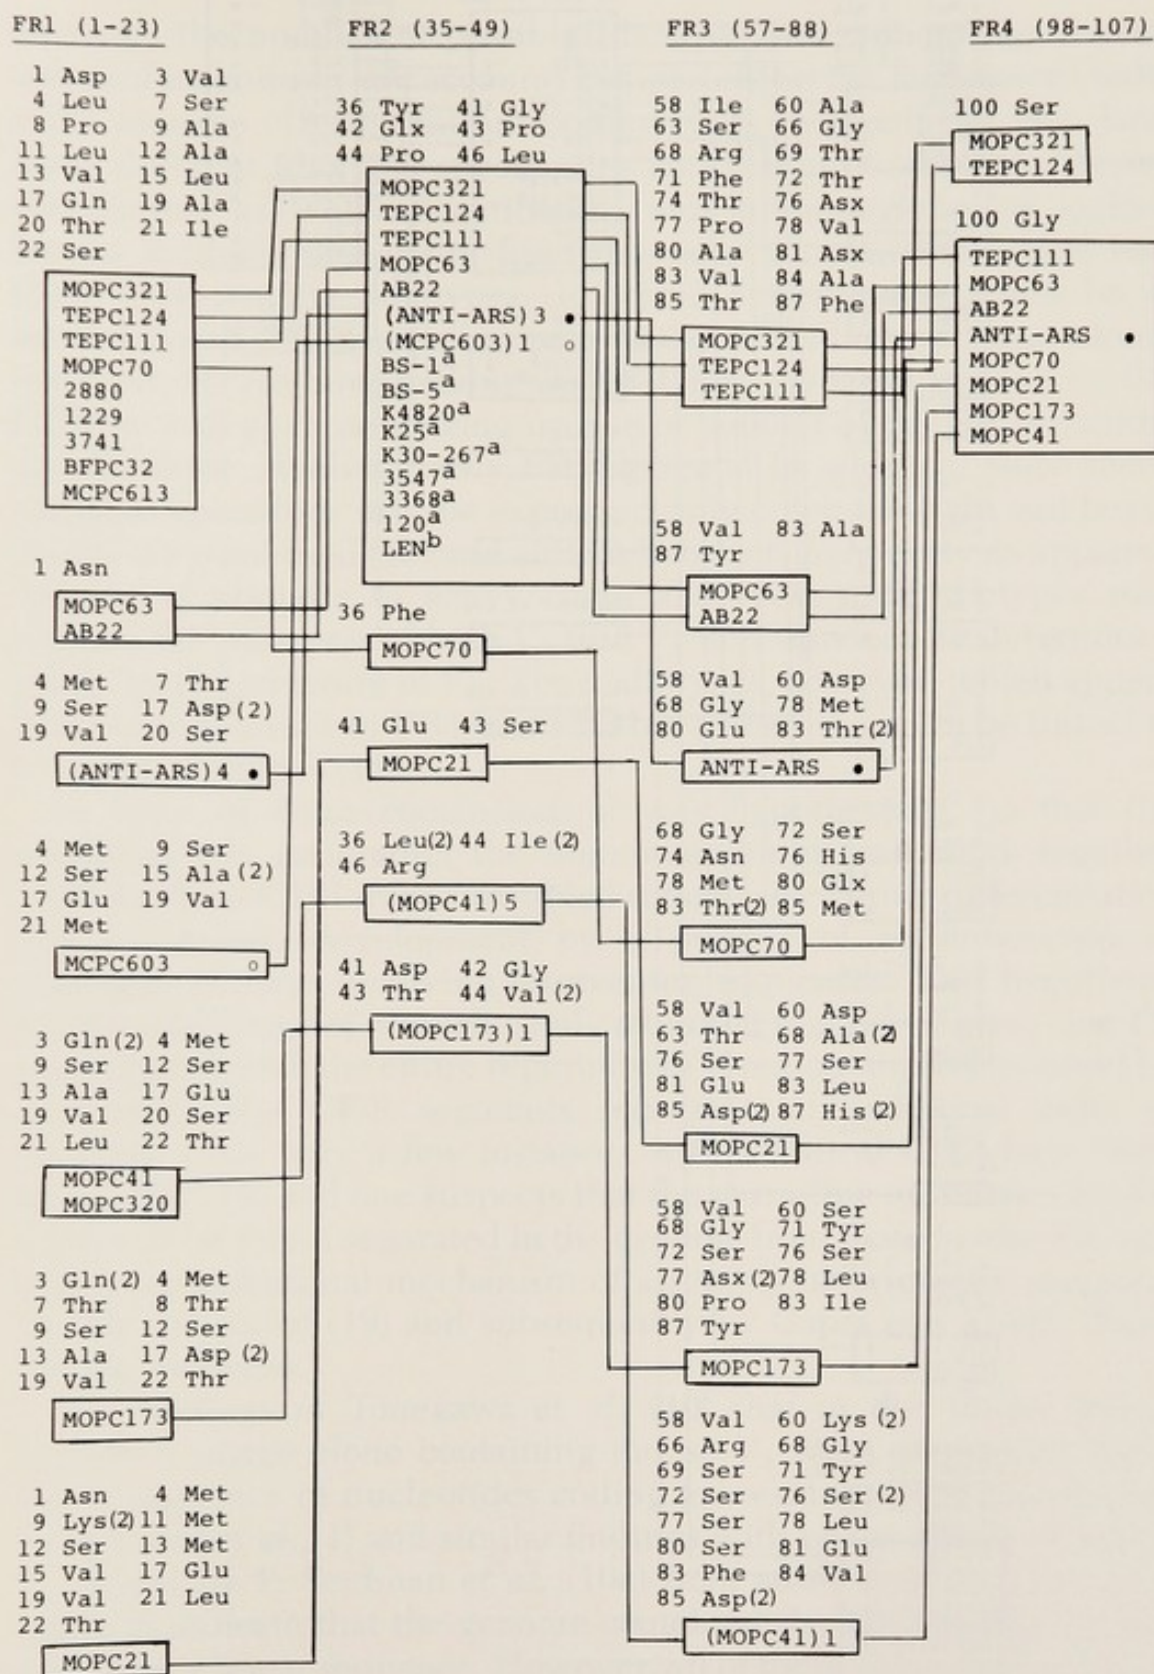 FR1 (1-23)
1 Asp 3 Val
4 Leu 7 Ser
8 Pro 9 Ala
11 Leu 12 Ala
13 Val 15 Leu
17 Gln 19 Ala
20 Thr 21 Ile
22 Ser
MOPC321
TEPC124
TEPC111
MOPC70
2880
1229
3741
BFPC32
MCPC613
1 Asn
MOPC63
AB22
4 Met 7 Thr
9 Ser 17 Asp(2)
19 Val 20 Ser
(ANTI-ARS)4 •
4 Met 9 Ser
12 Ser 15 Ala(2)
17 Glu 19 Val
21 Met
MCPC603 o
3 Gln(2) 4 Met
9 Ser 12 Ser
13 Ala 17 Glu
19 Val 20 Ser
21 Leu 22 Thr
MOPC41
MOPC320
3 Gln(2) 4 Met
7 Thr 8 Thr
9 Ser 12 Ser
13 Ala 17 Asp (2)
19 Val 22 Thr
MOPC173
1 Asn 4 Met
9 Lys(2) 11 Met
12 Ser 13 Met
15 Val 17 Glu
19 Val 21 Leu
22 Thr
MOPC21
FR2 (35-49)
36 Tyr 41 Gly
42 Glx 43 Pro
44 Pro 46 Leu
MOPC321
TEPC124
TEPC111
MOPC63
AB22
(ANTI-ARS)3 •
(MCPC603)1 o
BS-1a
BS-5a
K4820a
K25a
K30-267a
3547a
3368a
120a
LENb
36 Phe
MOPC70
41 Glu 43 Ser
MOPC21
36 Leu(2) 44 Ile(2)
46 Arg
(MOPC41)5
41 Asp 42 Gly
43 Thr 44 Val(2)
(MOPC173)1
FR3 (57-88)
58 Ile 60 Ala
63 Ser 66 Gly
68 Arg 69 Thr
71 Phe 72 Thr
74 Thr 76 Asx
77 Pro 78 Val
80 Ala 81 Asx
83 Val 84 Ala
85 Thr 87 Phe
MOPC321
TEPC124
TEPC111
58 Val 83 Ala
87 Tyr
MOPC63
AB22
58 Val 60 Asp
68 Gly 78 Met
80 Glu 83 Thr(2)
ANTI-ARS •
68 Gly 72 Ser
74 Asn 76 His
78 Met 80 Glx
83 Thr(2) 85 Met
MOPC70
58 Val 60 Asp
63 Thr 68 Ala(2)
76 Ser 77 Ser
81 Glu 83 Leu
85 Asp(2) 87 His(2)
MOPC21
58 Val 60 Ser
68 Gly 71 Tyr
72 Ser 76 Ser
77 Asx(2) 78 Leu
80 Pro 83 Ile
87 Tyr
MOPC173
58 Val 60 Lys(2)
66 Arg 68 Gly
69 Ser 71 Tyr
72 Ser 76 Ser(2)
77 Ser 78 Leu
80 Ser 81 Glu
83 Phe 84 Val
85 Asp(2)
(MOPC41)1
FR4 (98-107)
100 Ser
MOPC321
TEPC124
100 Gly
TEPC111
MOPC63
AB22
ANTI-ARS •
MOPC70
MOPC21
MOPC173
MOPC41